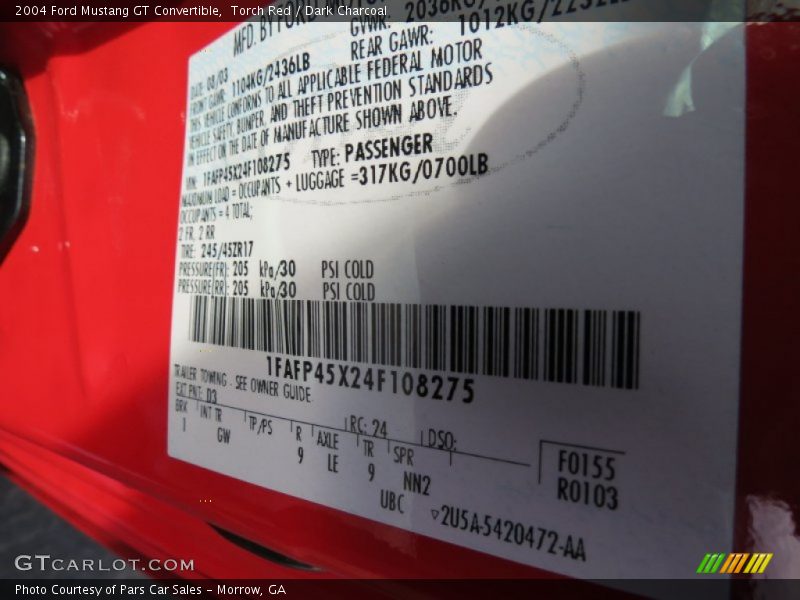 2004 Ford Mustang GT Convertible, Torch Red / Dark Charcoal
MFD. BY FORD
GVWR:
DATE: 08/03
REAR GAWR: 1012KG/2232LB
FRONT GAWR: 1104KG/2436LB
THIS VEHICLE CONFORMS TO ALL APPLICABLE FEDERAL MOTOR
VEHICLE SAFETY, BUMPER, AND THEFT PREVENTION STANDARDS
IN EFFECT ON THE DATE OF MANUFACTURE SHOWN ABOVE.
VIN: 1FAFP45X24F108275 TYPE: PASSENGER
MAXIMUM LOAD = OCCUPANTS + LUGGAGE =317KG/0700LB
OCCUPANTS = 4 TOTAL;
2 FR, 2 RR
TIRE: 245/45ZR17
PRESSURE(FR): 205 kPa/30 PSI COLD
PRESSURE(RR): 205 kPa/30 PSI COLD
1FAFP45X24F108275
TRAILER TOWING - SEE OWNER GUIDE.
EXT PNT: D3 RC: 24 DSO:
BRK INT TR TP/PS R AXLE TR SPR
1 GW 9 LE 9 NN2
UBC
F0155
R0103
▽2U5A-5420472-AA
GTcarlot.com
Photo Courtesy of Pars Car Sales - Morrow, GA